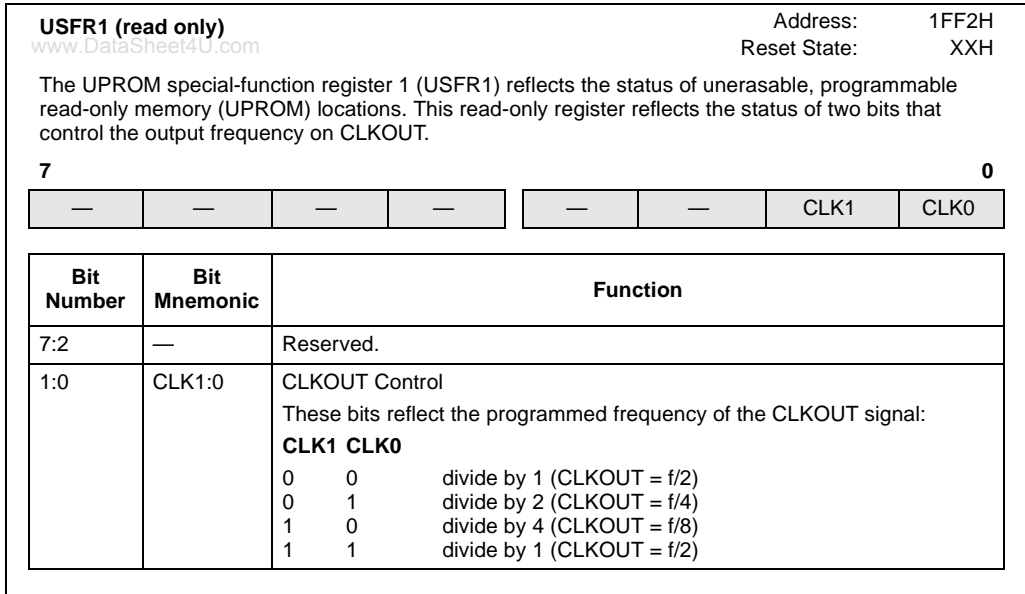 USFR1 (read only)
Address: 1FF2H
www.DataSheet4U.com
Reset State: XXH
The UPROM special-function register 1 (USFR1) reflects the status of unerasable, programmable
read-only memory (UPROM) locations. This read-only register reflects the status of two bits that
control the output frequency on CLKOUT.
7 0
— — — — — — CLK1 CLK0
Bit Number Bit Mnemonic Function
7:2 — Reserved.
1:0 CLK1:0 CLKOUT Control
These bits reflect the programmed frequency of the CLKOUT signal:
CLK1 CLK0
0 0 divide by 1 (CLKOUT = f/2)
0 1 divide by 2 (CLKOUT = f/4)
1 0 divide by 4 (CLKOUT = f/8)
1 1 divide by 1 (CLKOUT = f/2)